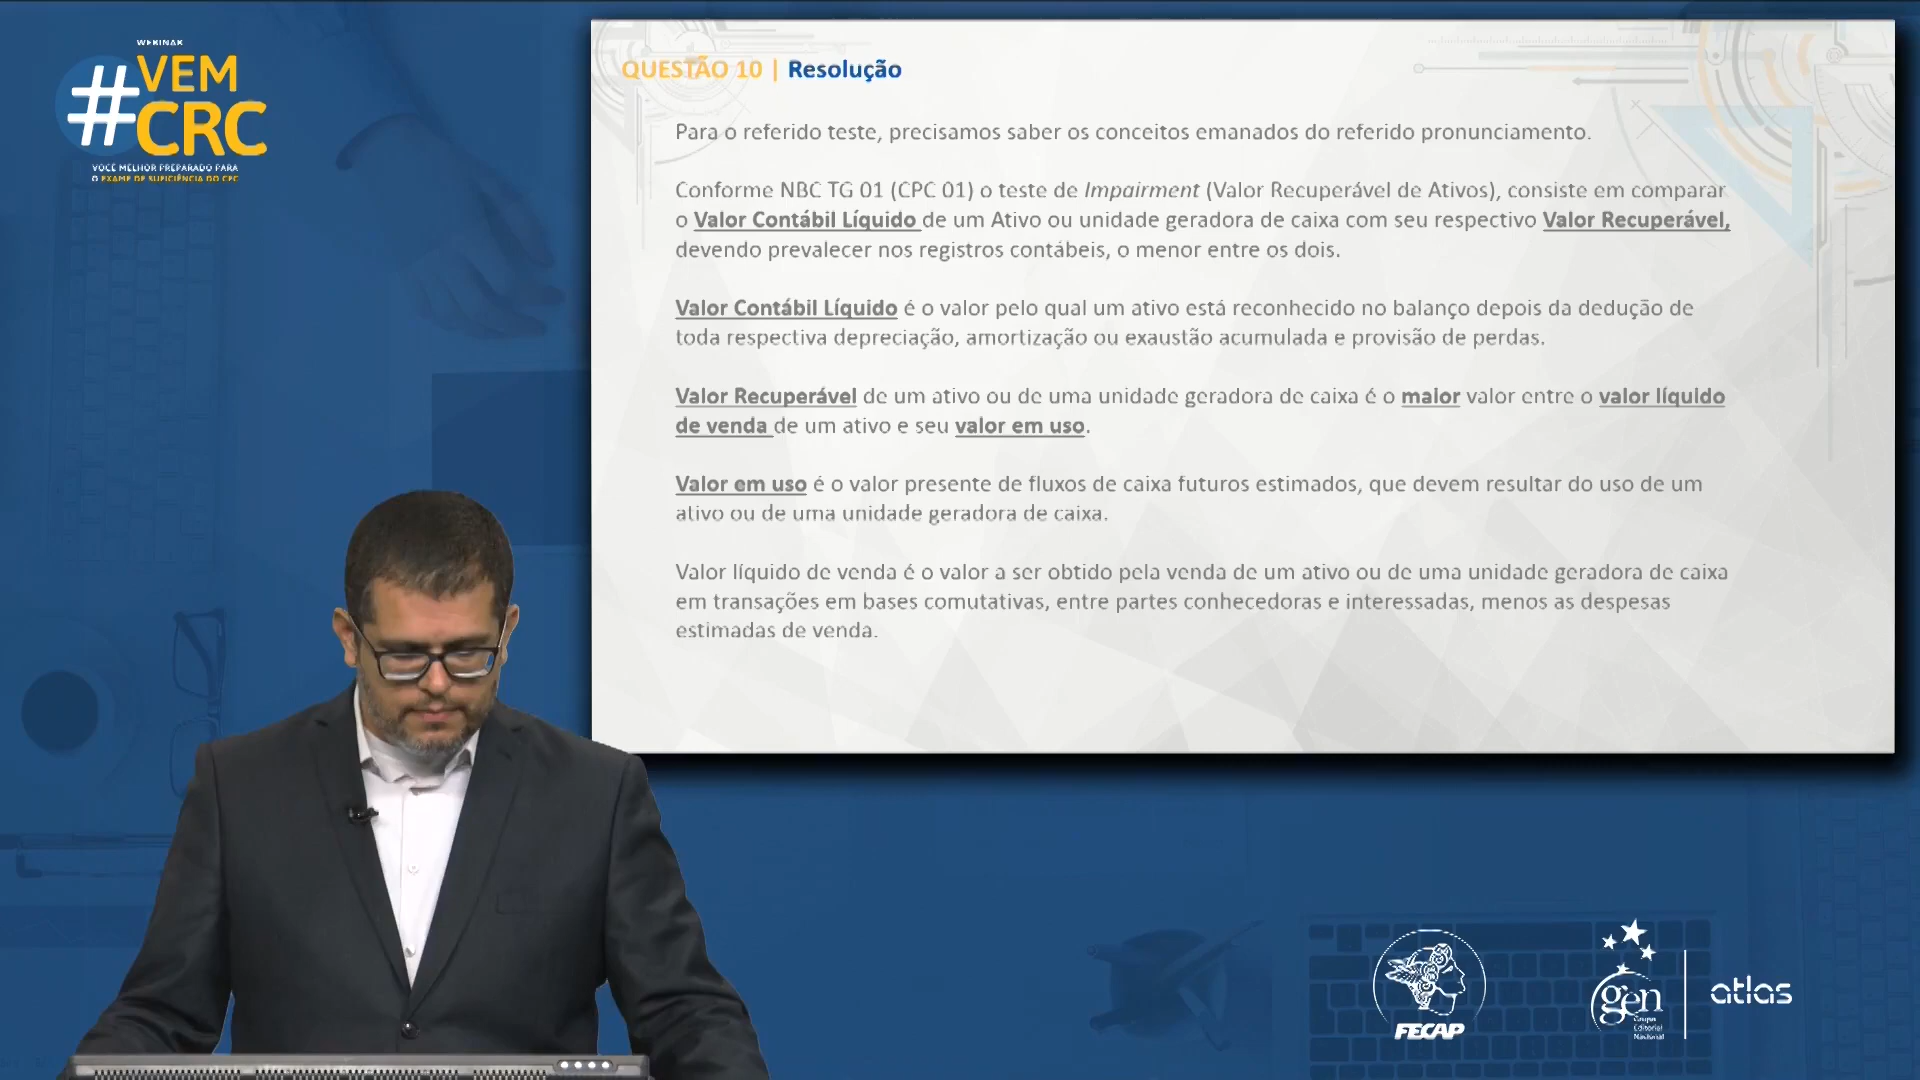 WEBINAR
#VEM
CRC
VOCÊ MELHOR PREPARADO PARA
O EXAME DE SUFICIÊNCIA DO CFC
QUESTÃO 10 | Resolução
Para o referido teste, precisamos saber os conceitos emanados do referido pronunciamento.
Conforme NBC TG 01 (CPC 01) o teste de Impairment (Valor Recuperável de Ativos), consiste em comparar
o Valor Contábil Líquido de um Ativo ou unidade geradora de caixa com seu respectivo Valor Recuperável,
devendo prevalecer nos registros contábeis, o menor entre os dois.
Valor Contábil Líquido é o valor pelo qual um ativo está reconhecido no balanço depois da dedução de
toda respectiva depreciação, amortização ou exaustão acumulada e provisão de perdas.
Valor Recuperável de um ativo ou de uma unidade geradora de caixa é o maior valor entre o valor líquido
de venda de um ativo e seu valor em uso.
Valor em uso é o valor presente de fluxos de caixa futuros estimados, que devem resultar do uso de um
ativo ou de uma unidade geradora de caixa.
Valor líquido de venda é o valor a ser obtido pela venda de um ativo ou de uma unidade geradora de caixa
em transações em bases comutativas, entre partes conhecedoras e interessadas, menos as despesas
estimadas de venda.
FECAP
gen
Grupo
Editorial
Nacional
atlas